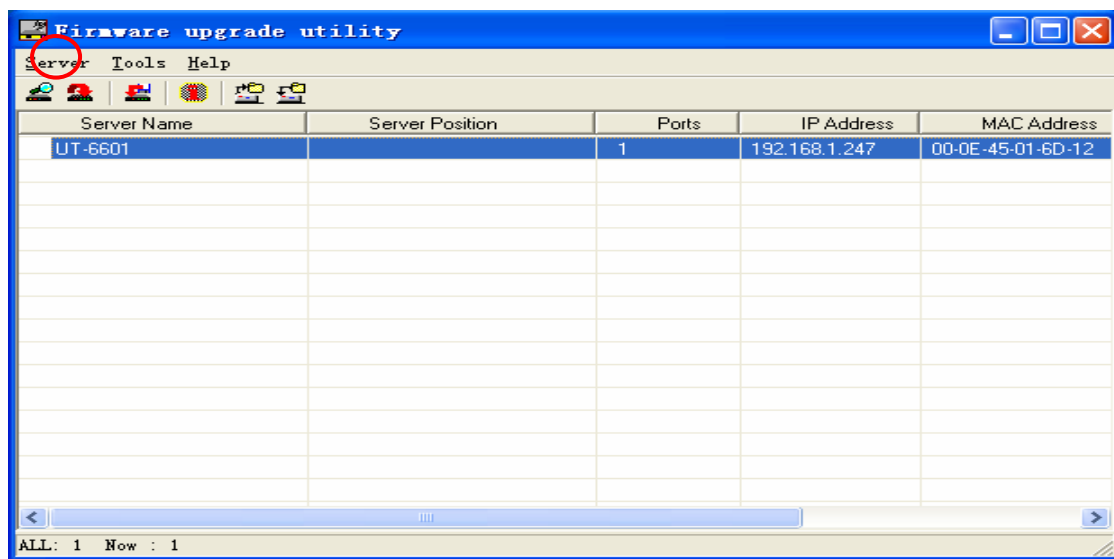 Firmware upgrade utility
Server Tools Help
Server Name Server Position Ports IP Address MAC Address
UT-6601 1 192.168.1.247 00-0E-45-01-6D-12
ALL: 1 Now : 1